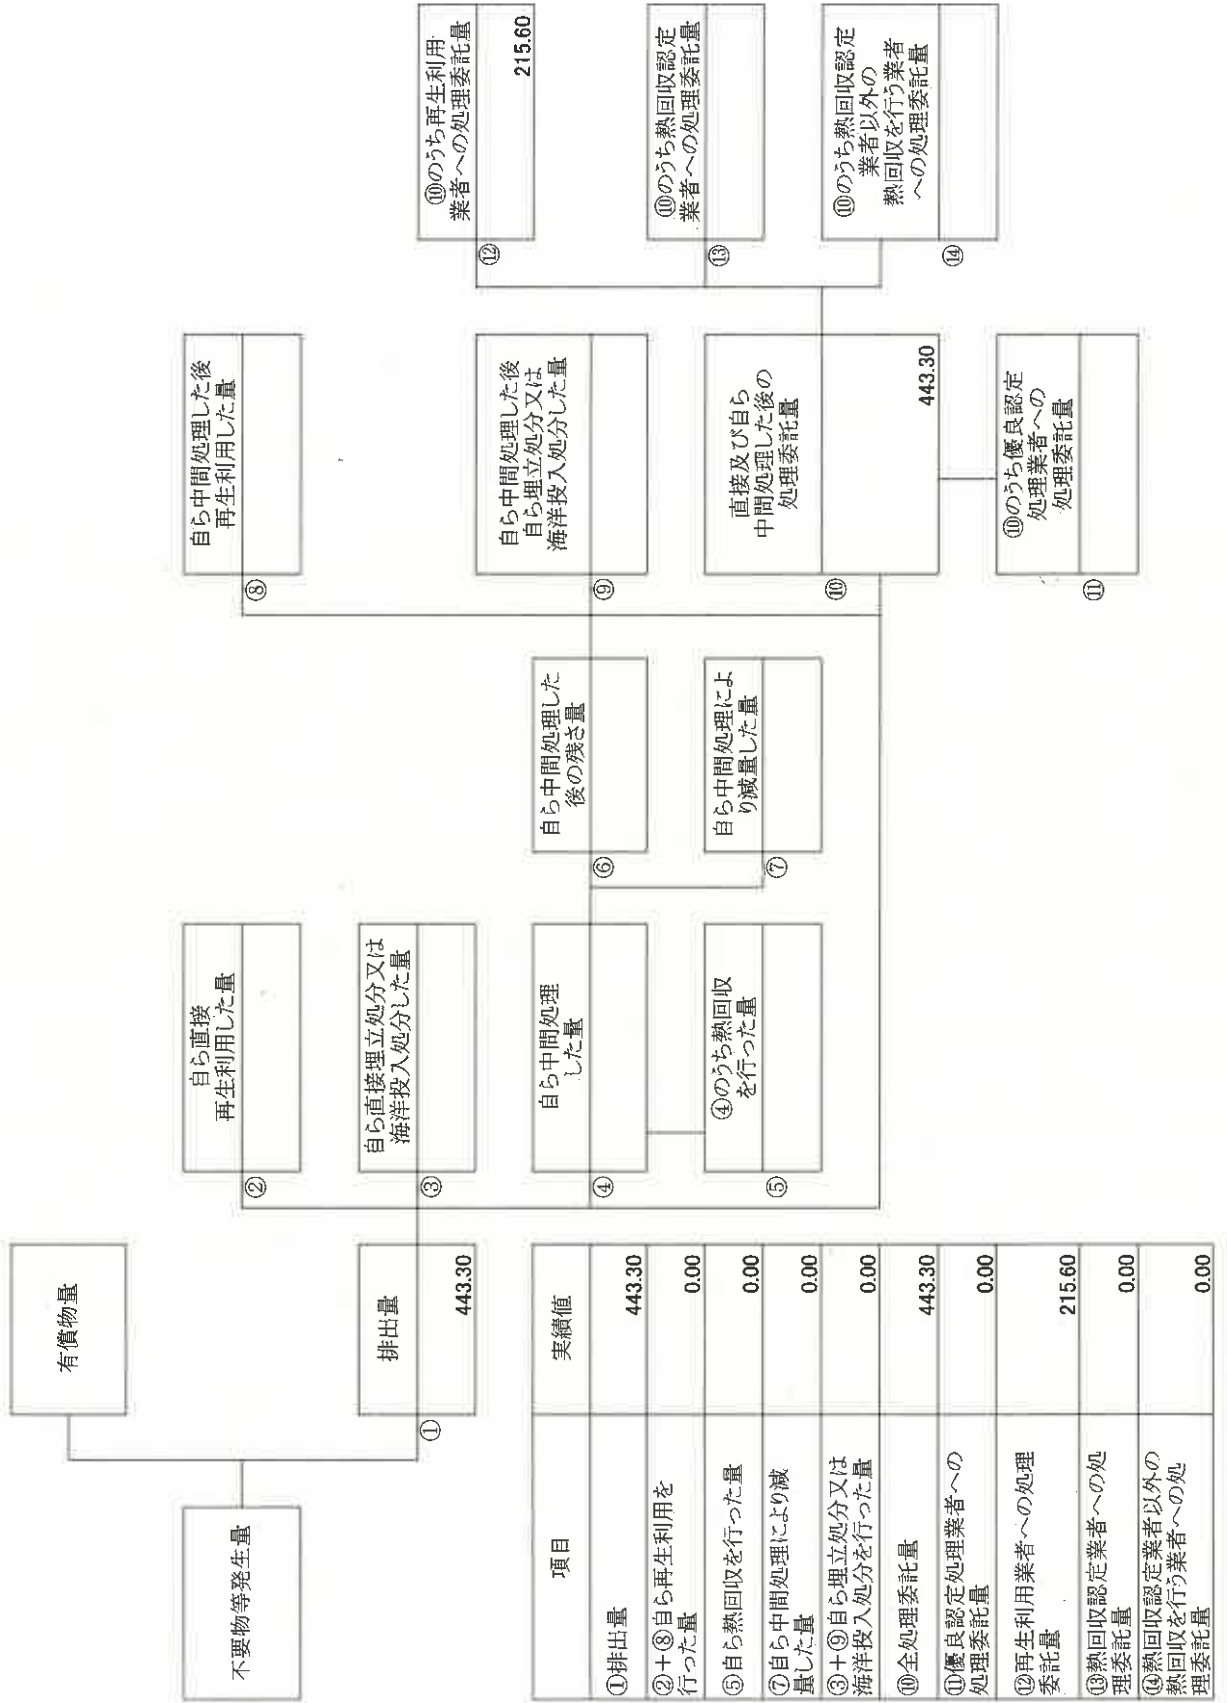 有償物量
不要物等発生量
排出量
①
443.30
自ら直接
再生利用した量
②
自ら直接埋立処分又は
海洋投入処分した量
③
自ら中間処理
した量
④
④のうち熱回収
を行った量
⑤
自ら中間処理した
後の残さ量
⑥
自ら中間処理によ
り減量した量
⑦
自ら中間処理した後
再生利用した量
⑧
自ら中間処理した後
自ら埋立処分又は
海洋投入処分した量
⑨
直接及び自ら
中間処理した後の
処理委託量
⑩
443.30
⑩のうち優良認定
処理業者への
処理委託量
⑪
⑩のうち再生利用
業者への処理委託量
⑫
215.60
⑩のうち熱回収認定
業者への処理委託量
⑬
⑩のうち熱回収認定
業者以外の
熱回収を行う業者
への処理委託量
⑭
項目 実績値
①排出量 443.30
②+⑧自ら再生利用を
行った量 0.00
⑤自ら熱回収を行った量 0.00
⑦自ら中間処理により減
量した量 0.00
③+⑨自ら埋立処分又は
海洋投入処分を行った量 0.00
⑩全処理委託量 443.30
⑪優良認定処理業者への
処理委託量 0.00
⑫再生利用業者への処理
委託量 215.60
⑬熱回収認定業者への処
理委託量 0.00
⑭熱回収認定業者以外の
熱回収を行う業者への処
理委託量 0.00